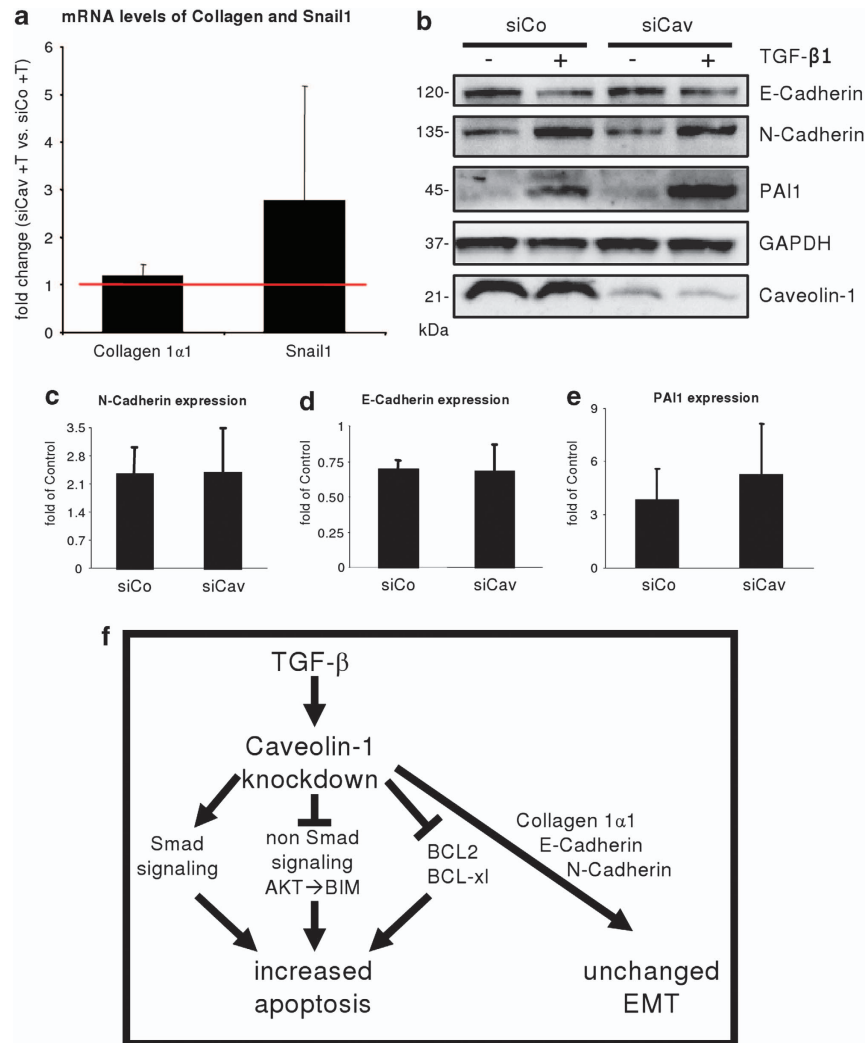 a
mRNA levels of Collagen and Snail1
fold change (siCav +T vs. siCo +T)
6
5
4
3
2
1
0
Collagen 1α1
Snail1
b
siCo
siCav
-
+
-
+
TGF-β1
120-
E-Cadherin
135-
N-Cadherin
45-
PAI1
37-
GAPDH
21-
Caveolin-1
kDa
c
N-Cadherin expression
fold of Control
3.5
2.8
2.1
1.4
0.7
0
siCo
siCav
d
E-Cadherin expression
fold of Control
1
0.75
0.50
0.25
0
siCo
siCav
e
PAI1 expression
fold of Control
9
6
3
0
siCo
siCav
f
TGF-β
Caveolin-1
knockdown
Smad
signaling
non Smad
signaling
AKT→BIM
BCL2
BCL-xl
Collagen 1α1
E-Cadherin
N-Cadherin
increased
apoptosis
unchanged
EMT